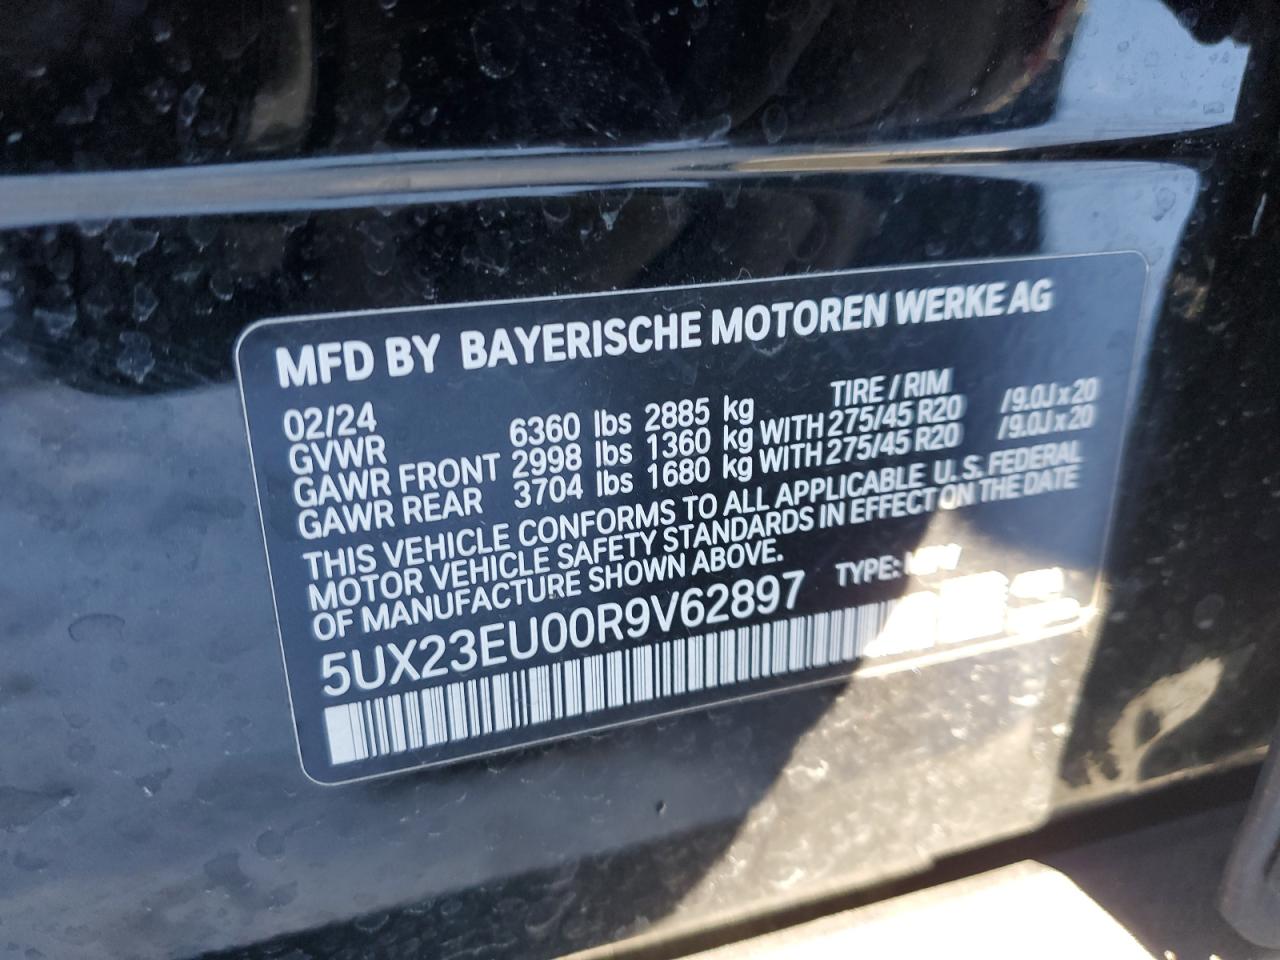 MFD BY BAYERISCHE MOTOREN WERKE AG
02/24 TIRE / RIM
GVWR 6360 lbs 2885 kg
GAWR FRONT 2998 lbs 1360 kg WITH 275/45 R20 /9.0J x 20
GAWR REAR 3704 lbs 1680 kg WITH 275/45 R20 /9.0J x 20
THIS VEHICLE CONFORMS TO ALL APPLICABLE U.S. FEDERAL
MOTOR VEHICLE SAFETY STANDARDS IN EFFECT ON THE DATE
OF MANUFACTURE SHOWN ABOVE.
5UX23EU00R9V62897 TYPE: